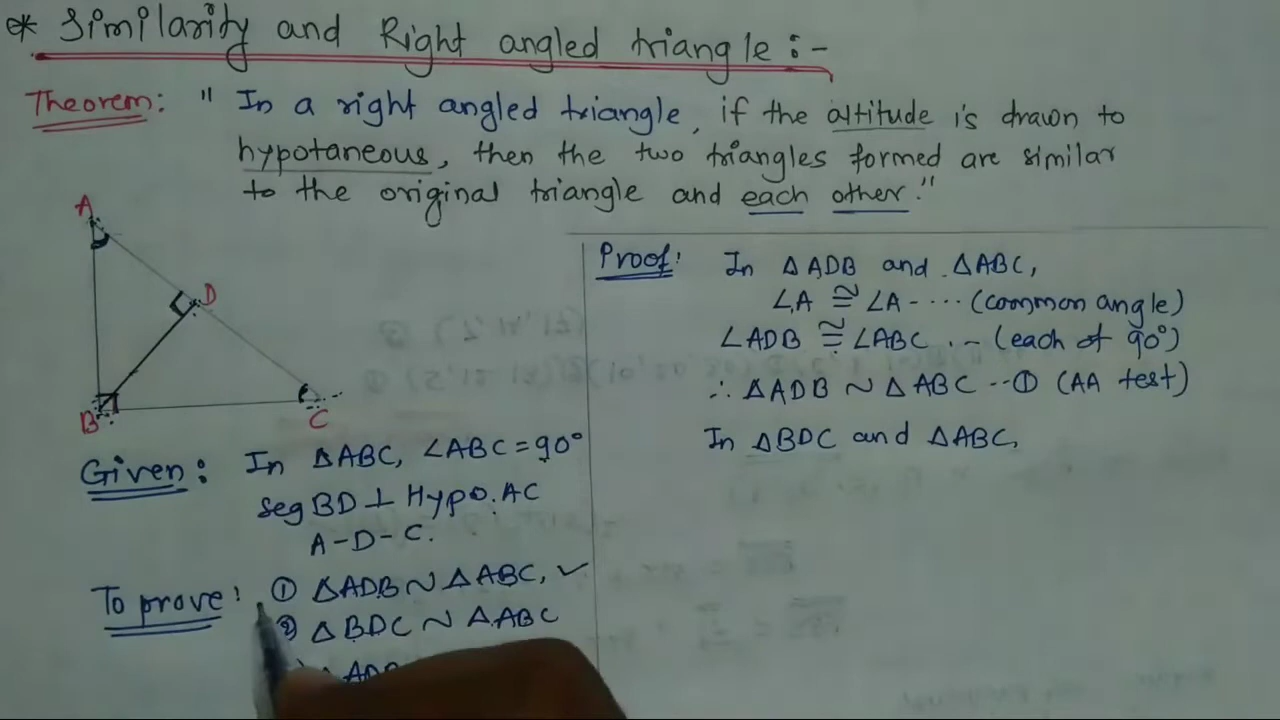 * Similarity and Right angled triangle :-
Theorem: " In a right angled triangle, if the altitude is drawn to
hypotaneous, then the two triangles formed are similar
to the original triangle and each other."
A
D
B
C
Given: In ΔABC, ∠ABC = 90°
seg BD ⊥ Hypo. AC
A-D-C.
To prove: ① ΔADB ~ ΔABC, ✓
② ΔBDC ~ ΔABC
Proof: In ΔADB and ΔABC,
∠A ≅ ∠A ---- (common angle)
∠ADB ≅ ∠ABC .-- (each of 90°)
∴ ΔADB ~ ΔABC --① (AA test)
In ΔBDC and ΔABC,